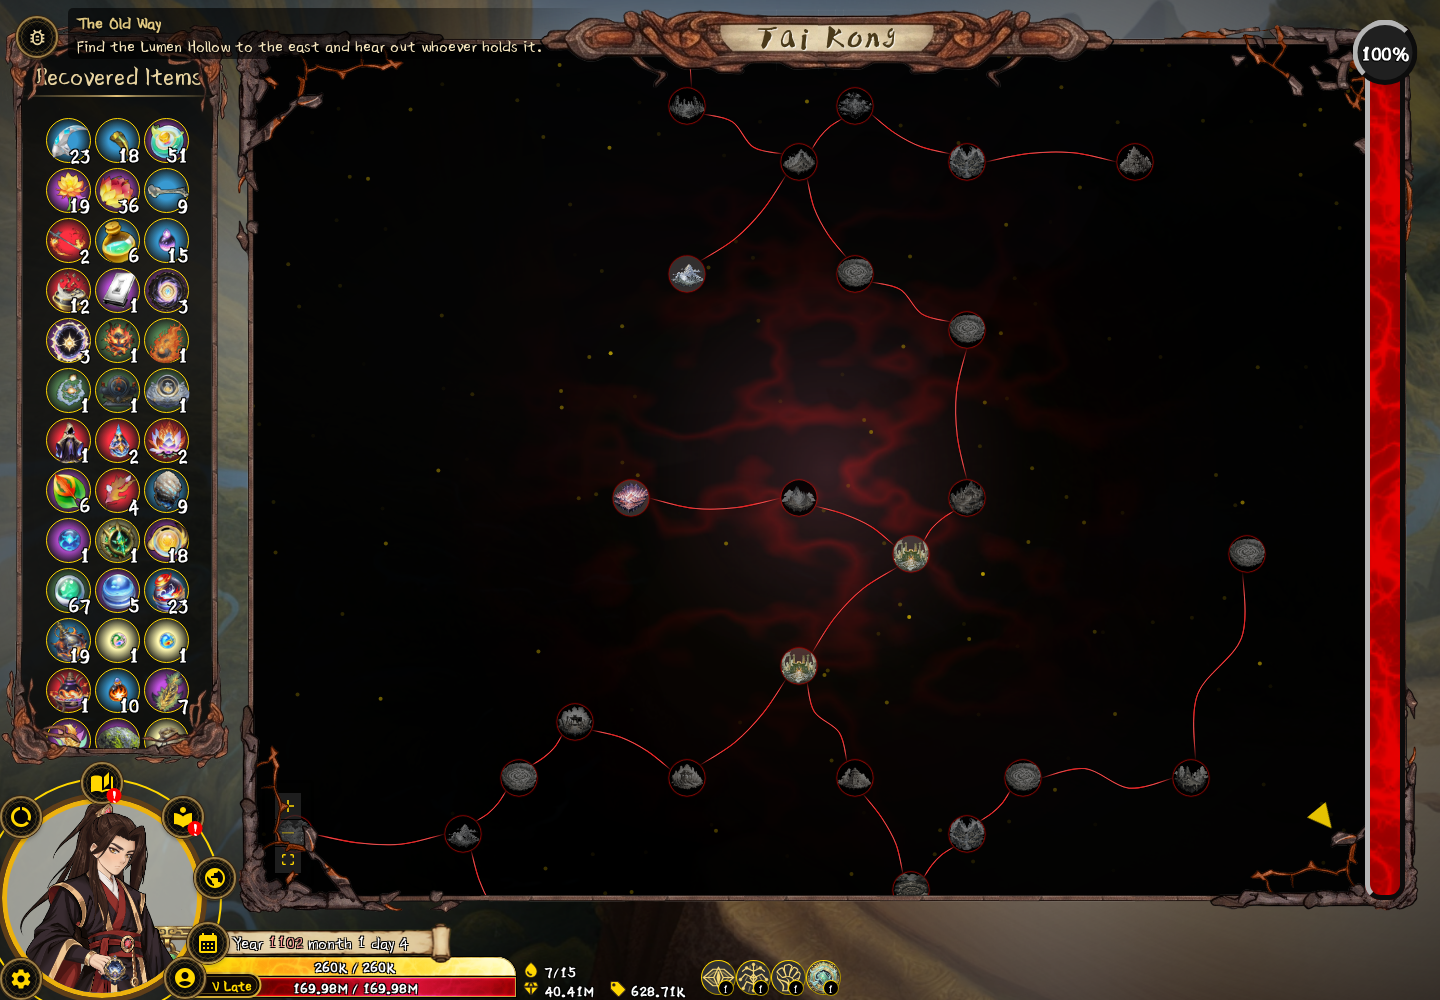 The Old Way
Find the Lumen Hollow to the east and hear out whoever holds it.
Tai Kong
100%
Recovered Items
23 18 51
19 36 9
2 6 15
12 1 3
3 1 1
1 1 1
1 2 2
6 4 9
1 1 18
67 5 23
19 1 1
1 10 7
Year 1102 month 1 day 4
260K / 260K
V Late
169.98M / 169.98M
7/15
40.41M
628.71K
1 1 1 1